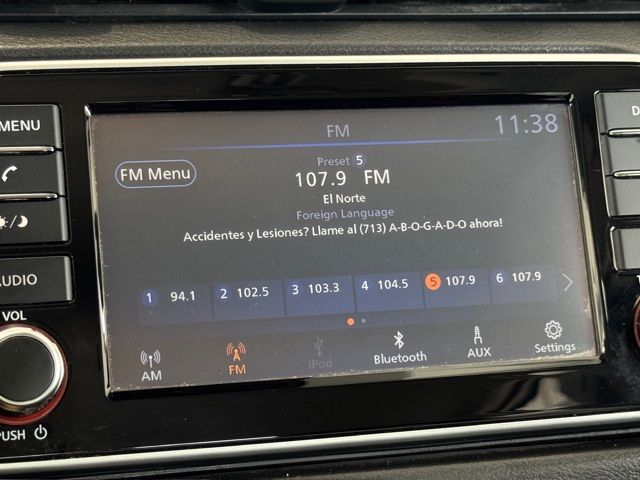 MENU
AUDIO
VOL
PUSH
FM 11:38
Preset 5
FM Menu
107.9 FM
El Norte
Foreign Language
Accidentes y Lesiones? Llame al (713) A-B-O-G-A-D-O ahora!
1 94.1 2 102.5 3 103.3 4 104.5 5 107.9 6 107.9
AM FM iPod Bluetooth AUX Settings